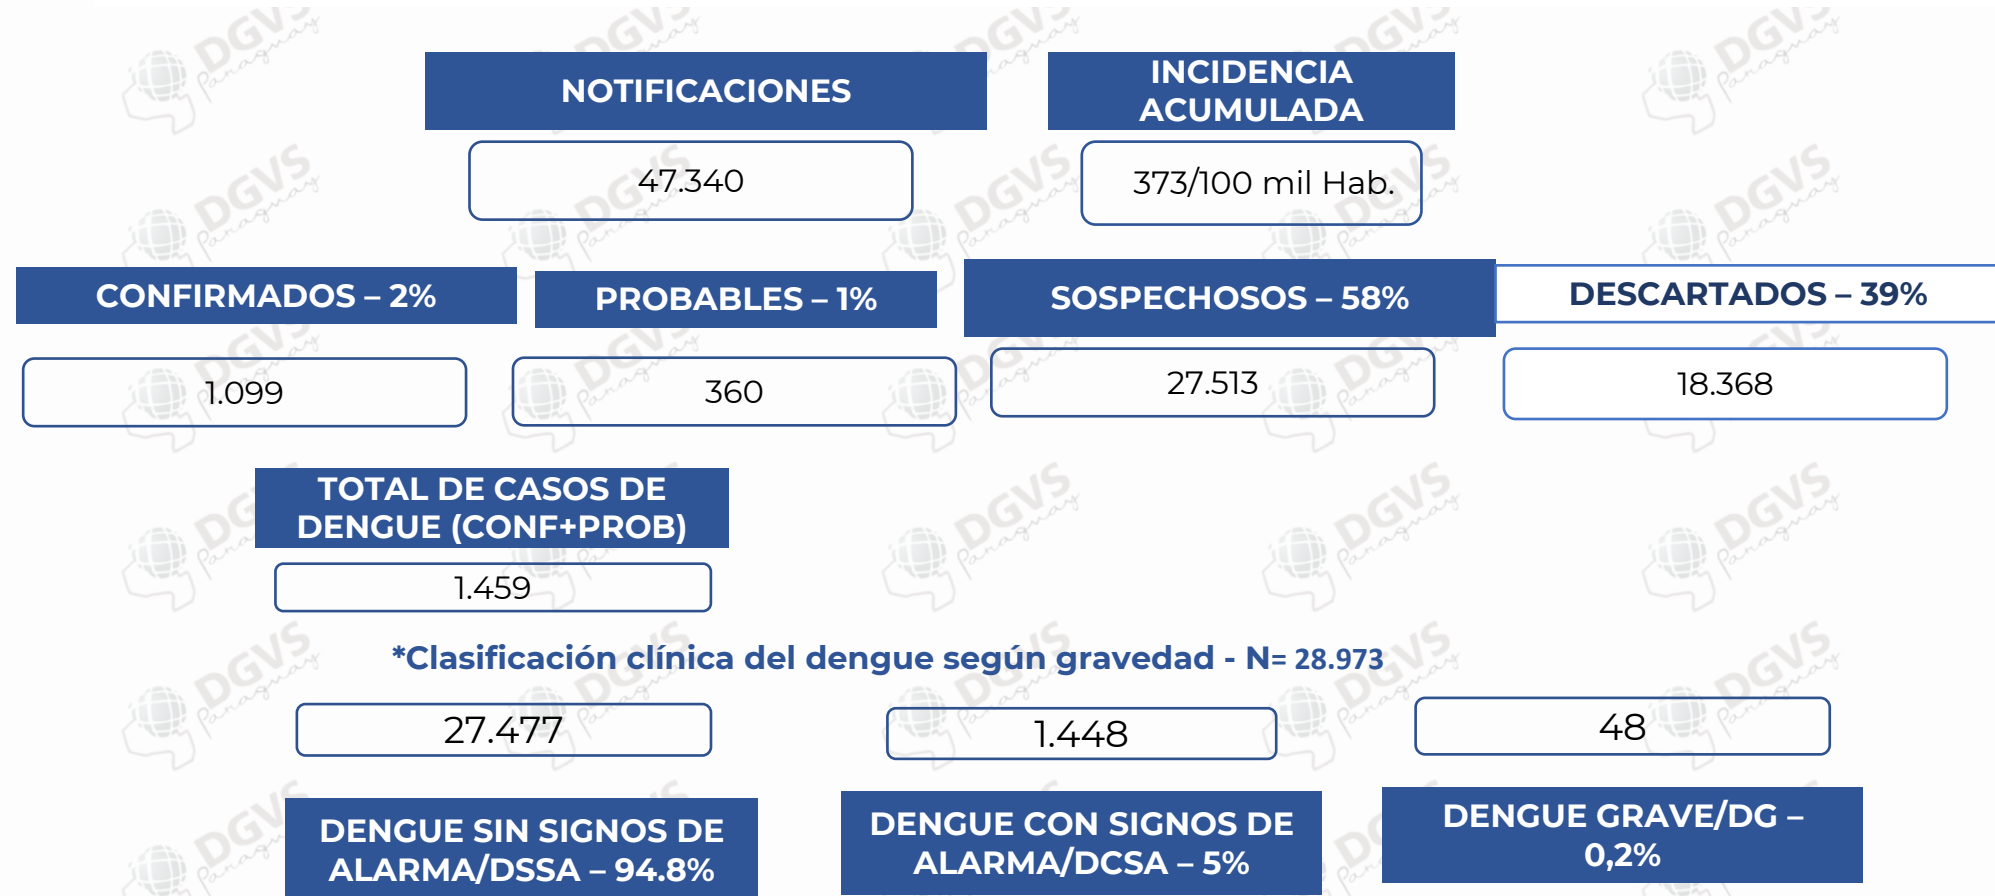 NOTIFICACIONES
INCIDENCIA
ACUMULADA
47.340
373/100 mil Hab.
CONFIRMADOS – 2%
PROBABLES – 1%
SOSPECHOSOS – 58%
DESCARTADOS – 39%
1.099
360
27.513
18.368
TOTAL DE CASOS DE
DENGUE (CONF+PROB)
1.459
*Clasificación clínica del dengue según gravedad - N= 28.973
27.477
1.448
48
DENGUE SIN SIGNOS DE
ALARMA/DSSA – 94.8%
DENGUE CON SIGNOS DE
ALARMA/DCSA – 5%
DENGUE GRAVE/DG –
0,2%
DGVS
Paraguay